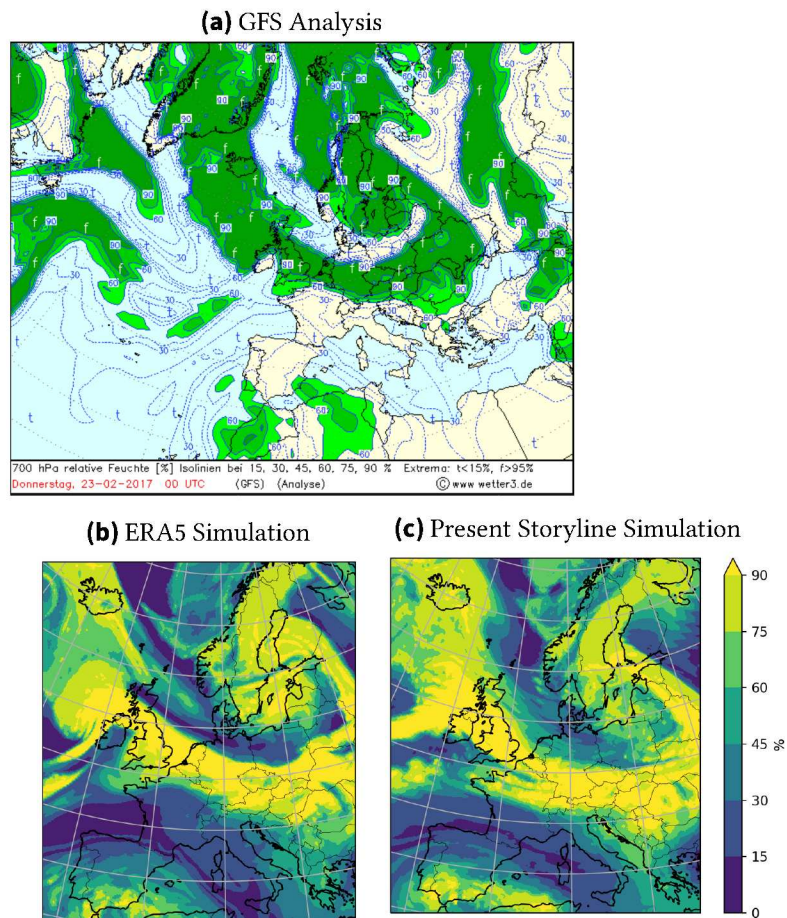 (a) GFS Analysis
700 hPa relative Feuchte [%] Isolinien bei 15, 30, 45, 60, 75, 90 % Extrema: t<15%, f>95%
Donnerstag, 23-02-2017 00 UTC (GFS) (Analyse) © www wetter3.de
(b) ERA5 Simulation
(c) Present Storyline Simulation
90
75
60
45
30
15
0
%